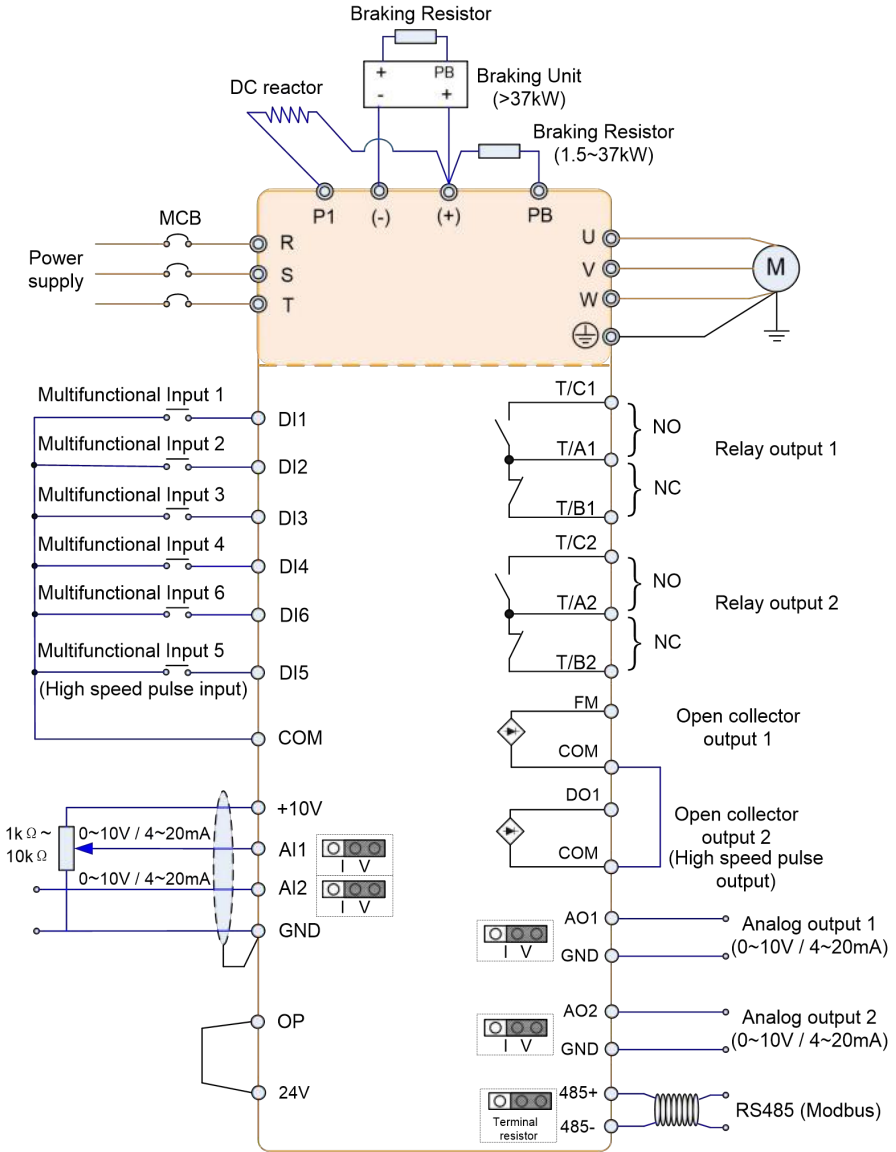 Braking Resistor
+ PB
- +
Braking Unit
(>37kW)
DC reactor
Braking Resistor
(1.5~37kW)
P1 (-) (+) PB
MCB
Power
supply
R
S
T
U
V
W
M
Multifunctional Input 1
DI1
Multifunctional Input 2
DI2
Multifunctional Input 3
DI3
Multifunctional Input 4
DI4
Multifunctional Input 6
DI6
Multifunctional Input 5
(High speed pulse input)
DI5
COM
+10V
1kΩ~
10kΩ
0~10V / 4~20mA
AI1
I V
0~10V / 4~20mA
AI2
I V
GND
OP
24V
T/C1
NO
T/A1
Relay output 1
NC
T/B1
T/C2
NO
T/A2
Relay output 2
NC
T/B2
FM
Open collector
output 1
COM
DO1
Open collector
output 2
(High speed pulse
output)
COM
AO1
I V
GND
Analog output 1
(0~10V / 4~20mA)
AO2
I V
GND
Analog output 2
(0~10V / 4~20mA)
485+
Terminal
resistor
485-
RS485 (Modbus)